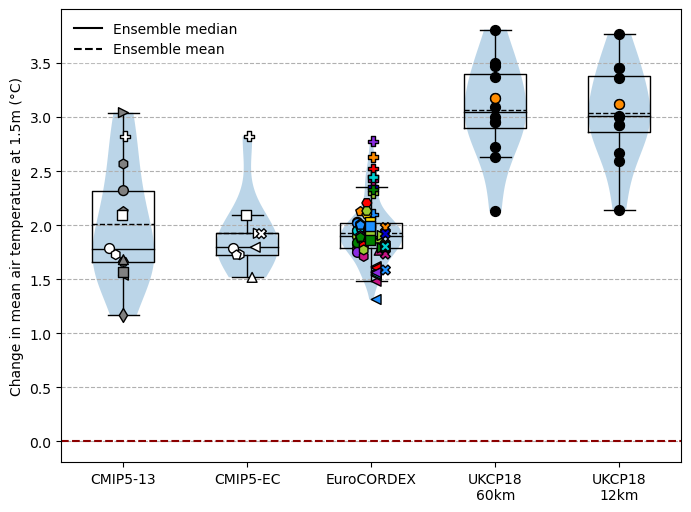 Ensemble median
Ensemble mean
Change in mean air temperature at 1.5m (°C)
3.5
3.0
2.5
2.0
1.5
1.0
0.5
0.0
CMIP5-13
CMIP5-EC
EuroCORDEX
UKCP18
60km
UKCP18
12km